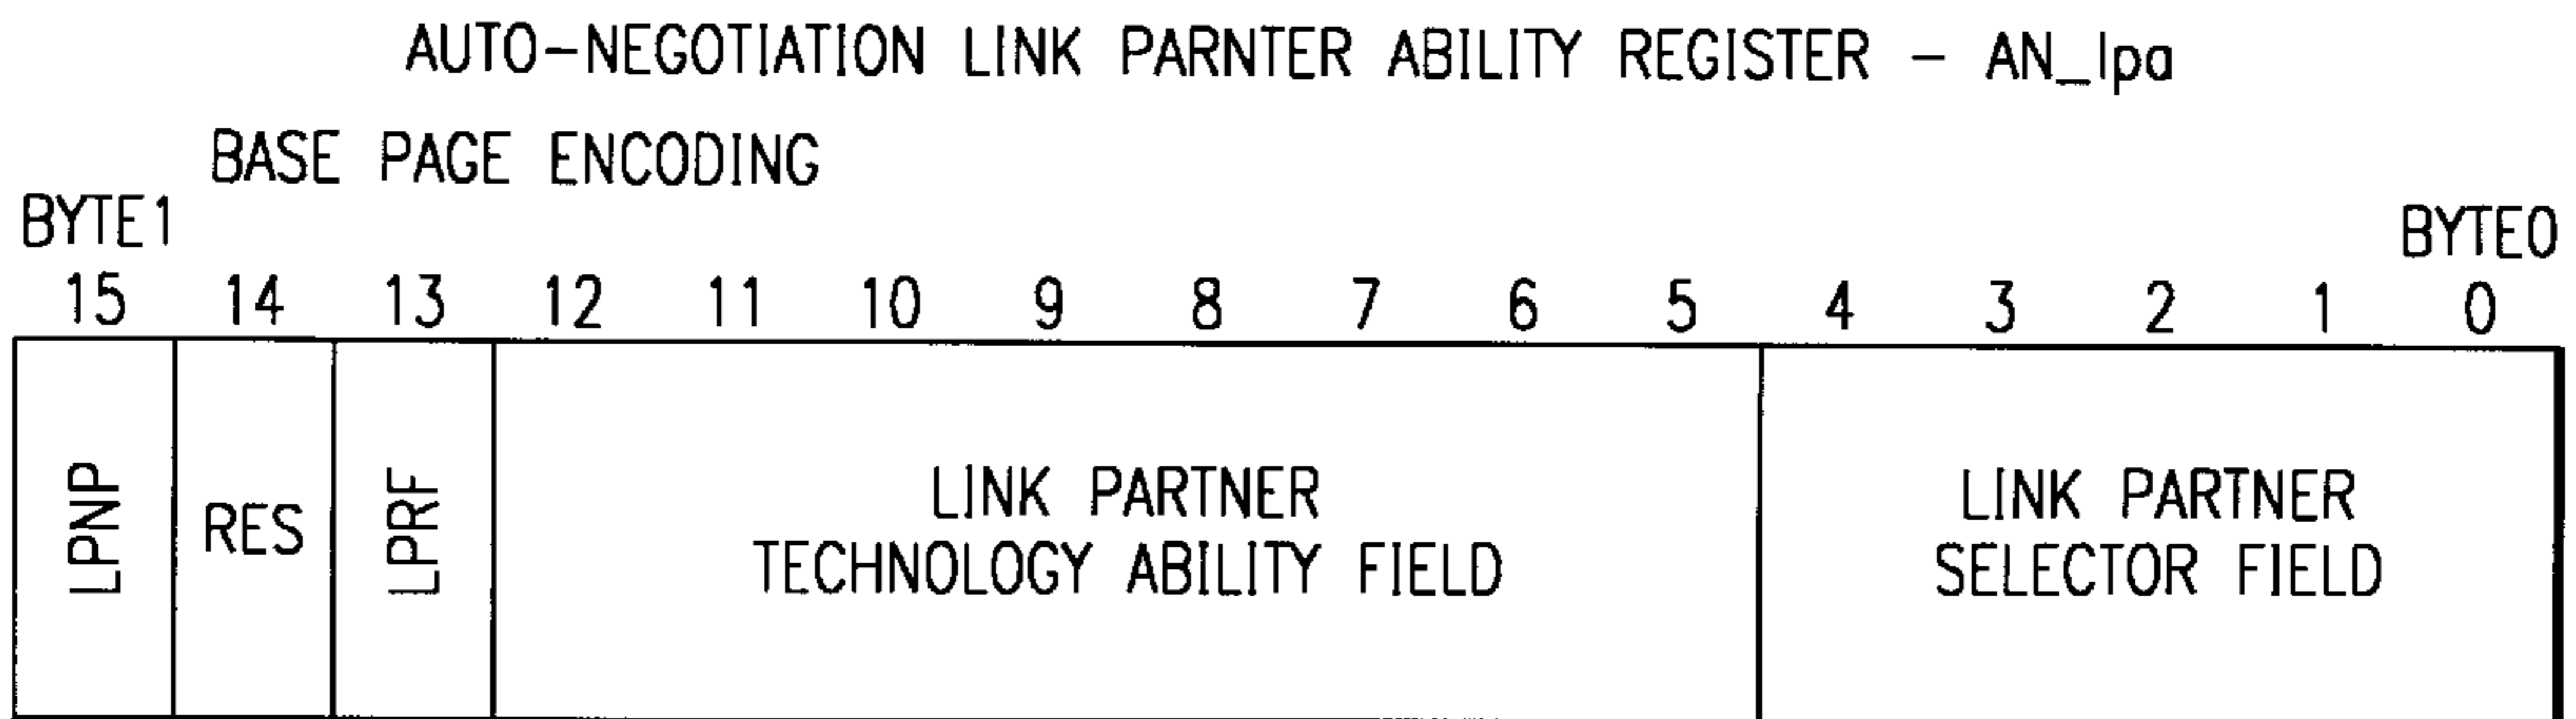 AUTO-NEGOTIATION LINK PARNTER ABILITY REGISTER - AN_lpa
BASE PAGE ENCODING
BYTE1 BYTE0
15 14 13 12 11 10 9 8 7 6 5 4 3 2 1 0
LPNP
RES
LPRF
LINK PARTNER
TECHNOLOGY ABILITY FIELD
LINK PARTNER
SELECTOR FIELD